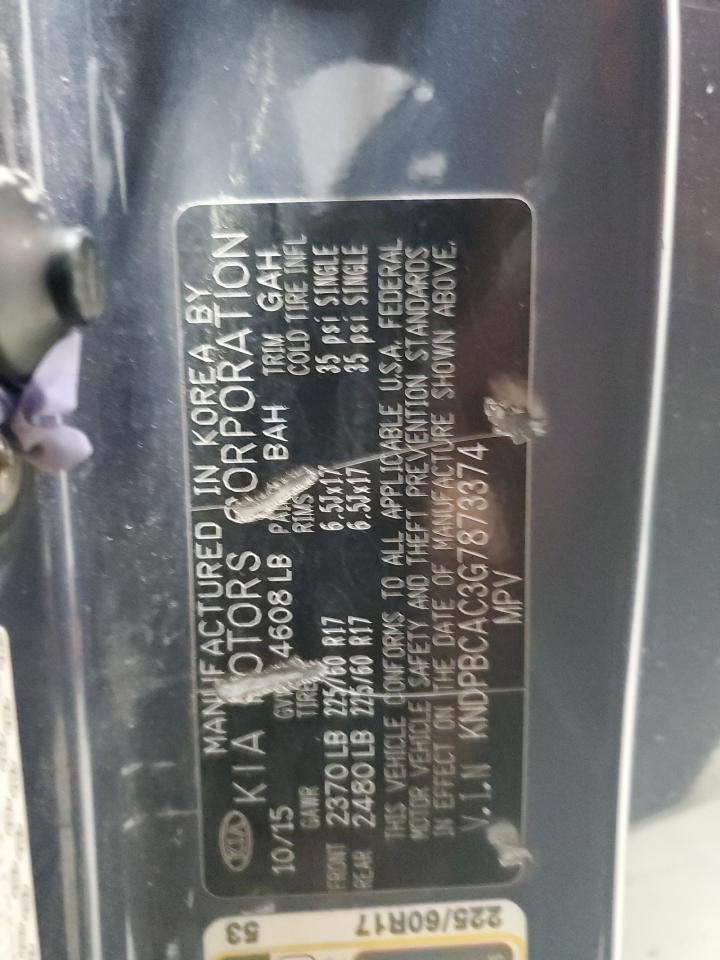 MANUFACTURED IN KOREA BY
KIA MOTORS CORPORATION
10/15 4608 LB BAH TRIM GAH
GAWR TIRE RIMS COLD TIRE INFL
FRONT 2370 LB 225/60 R17 6.5Jx17 35 psi SINGLE
REAR 2480 LB 225/60 R17 6.5Jx17 35 psi SINGLE
THIS VEHICLE CONFORMS TO ALL APPLICABLE U.S.A. FEDERAL
MOTOR VEHICLE SAFETY AND THEFT PREVENTION STANDARDS
IN EFFECT ON THE DATE OF MANUFACTURE SHOWN ABOVE.
V.I.N KNDPBCAC3G7873374
MPV
225/60R17 53